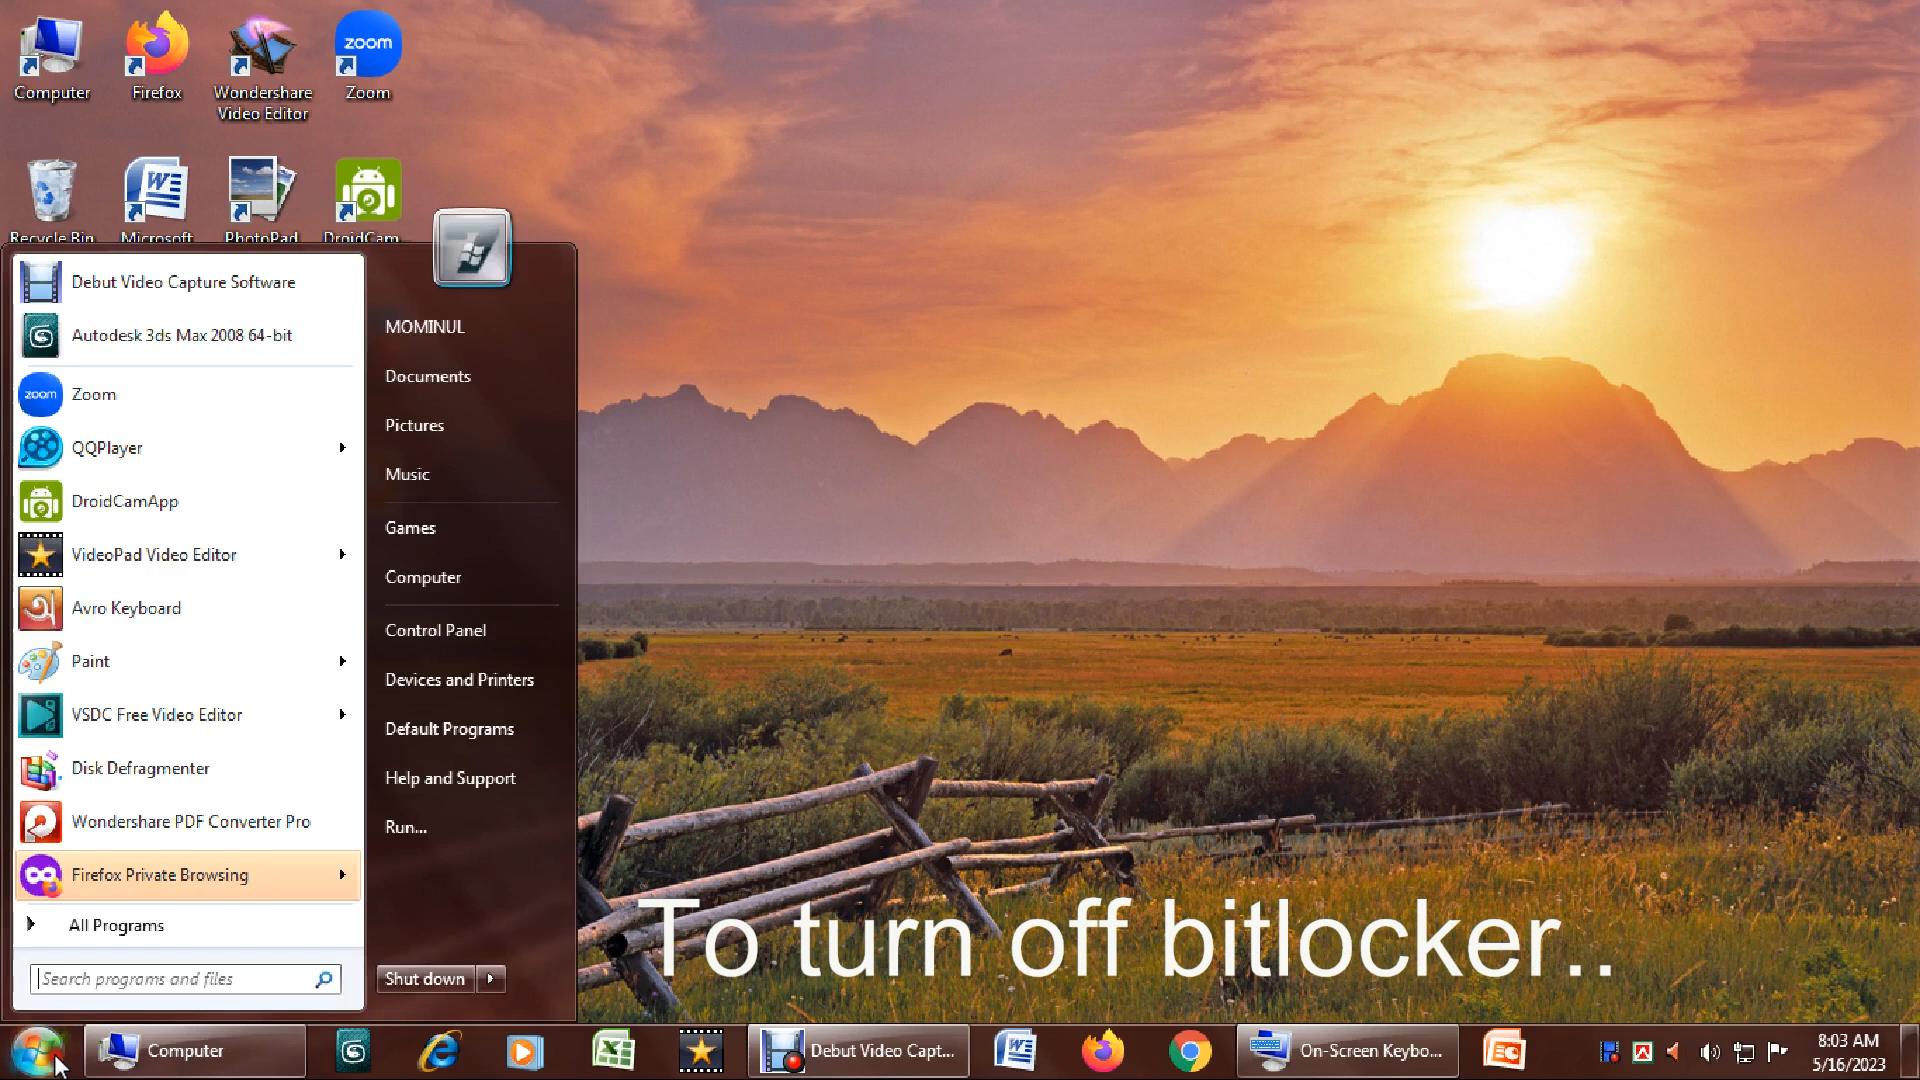 Computer
Firefox
Wondershare
Video Editor
zoom
Zoom
Recycle Bin
Microsoft
PhotoPad
DroidCam...
Debut Video Capture Software
Autodesk 3ds Max 2008 64-bit
zoom
Zoom
QQPlayer
DroidCamApp
VideoPad Video Editor
অ
Avro Keyboard
Paint
VSDC Free Video Editor
Disk Defragmenter
Wondershare PDF Converter Pro
Firefox Private Browsing
All Programs
Search programs and files
MOMINUL
Documents
Pictures
Music
Games
Computer
Control Panel
Devices and Printers
Default Programs
Help and Support
Run...
Shut down
To turn off bitlocker..
Computer
Debut Video Capt...
On-Screen Keybo...
8:03 AM
5/16/2023